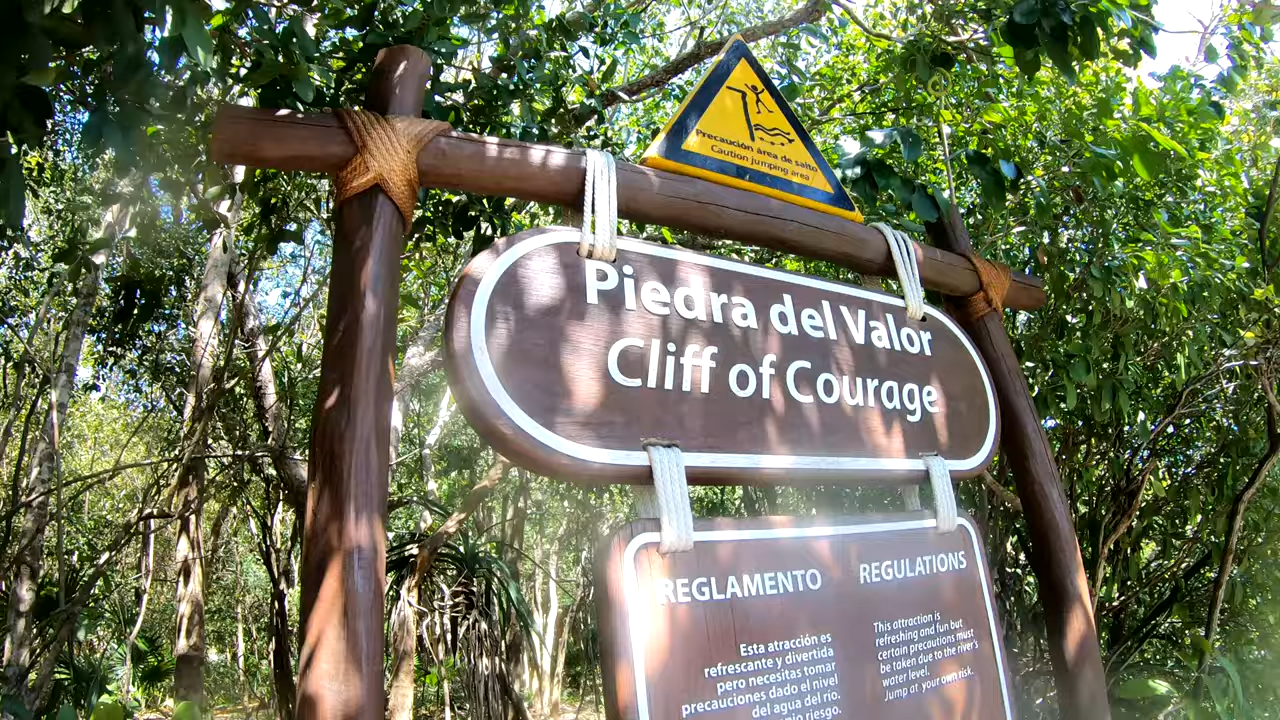 Precaución área de salto
Caution jumping area
Piedra del Valor
Cliff of Courage
REGLAMENTO
Esta atracción es
refrescante y divertida
pero necesitas tomar
precauciones dado el nivel
del agua del río.
riesgo.
REGULATIONS
This attraction is
refreshing and fun but
certain precautions must
be taken due to the river's
water level.
Jump at your own risk.